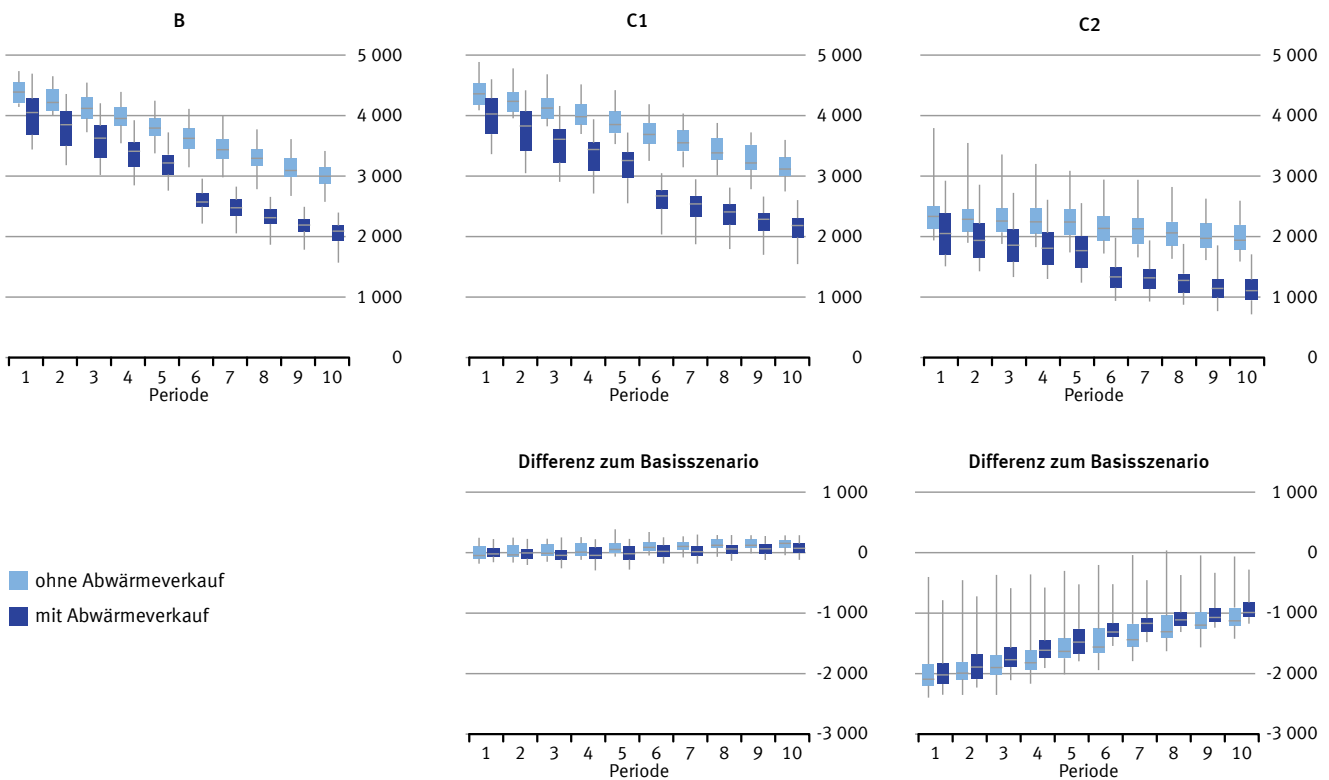 B
5 000
4 000
3 000
2 000
1 000
0
1 2 3 4 5 6 7 8 9 10
Periode
C1
5 000
4 000
3 000
2 000
1 000
0
1 2 3 4 5 6 7 8 9 10
Periode
C2
5 000
4 000
3 000
2 000
1 000
0
1 2 3 4 5 6 7 8 9 10
Periode
ohne Abwärmeverkauf
mit Abwärmeverkauf
Differenz zum Basisszenario
1 000
0
-1 000
-2 000
-3 000
1 2 3 4 5 6 7 8 9 10
Periode
Differenz zum Basisszenario
1 000
0
-1 000
-2 000
-3 000
1 2 3 4 5 6 7 8 9 10
Periode